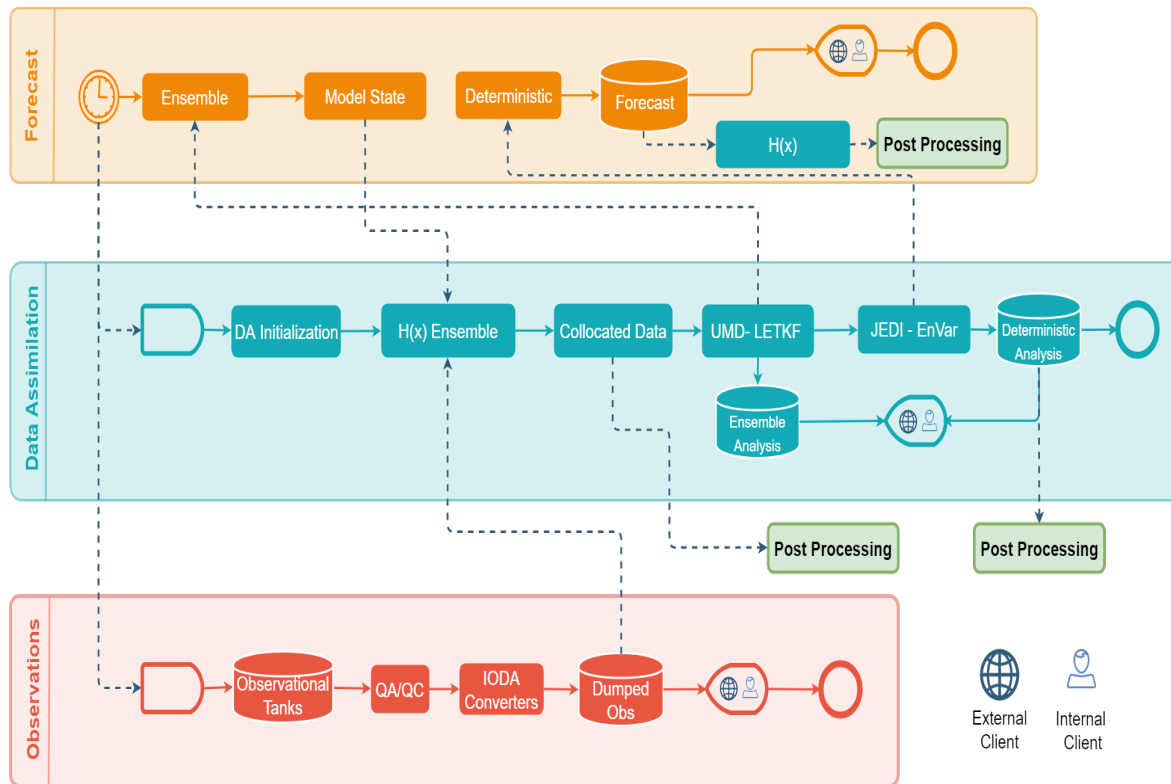 Forecast
Ensemble
Model State
Deterministic
Forecast
H(x)
Post Processing
Data Assimilation
DA Initialization
H(x) Ensemble
Collocated Data
UMD- LETKF
JEDI - EnVar
Deterministic
Analysis
Ensemble
Analysis
Post Processing
Post Processing
Observations
Observational
Tanks
QA/QC
IODA
Converters
Dumped
Obs
External
Client
Internal
Client